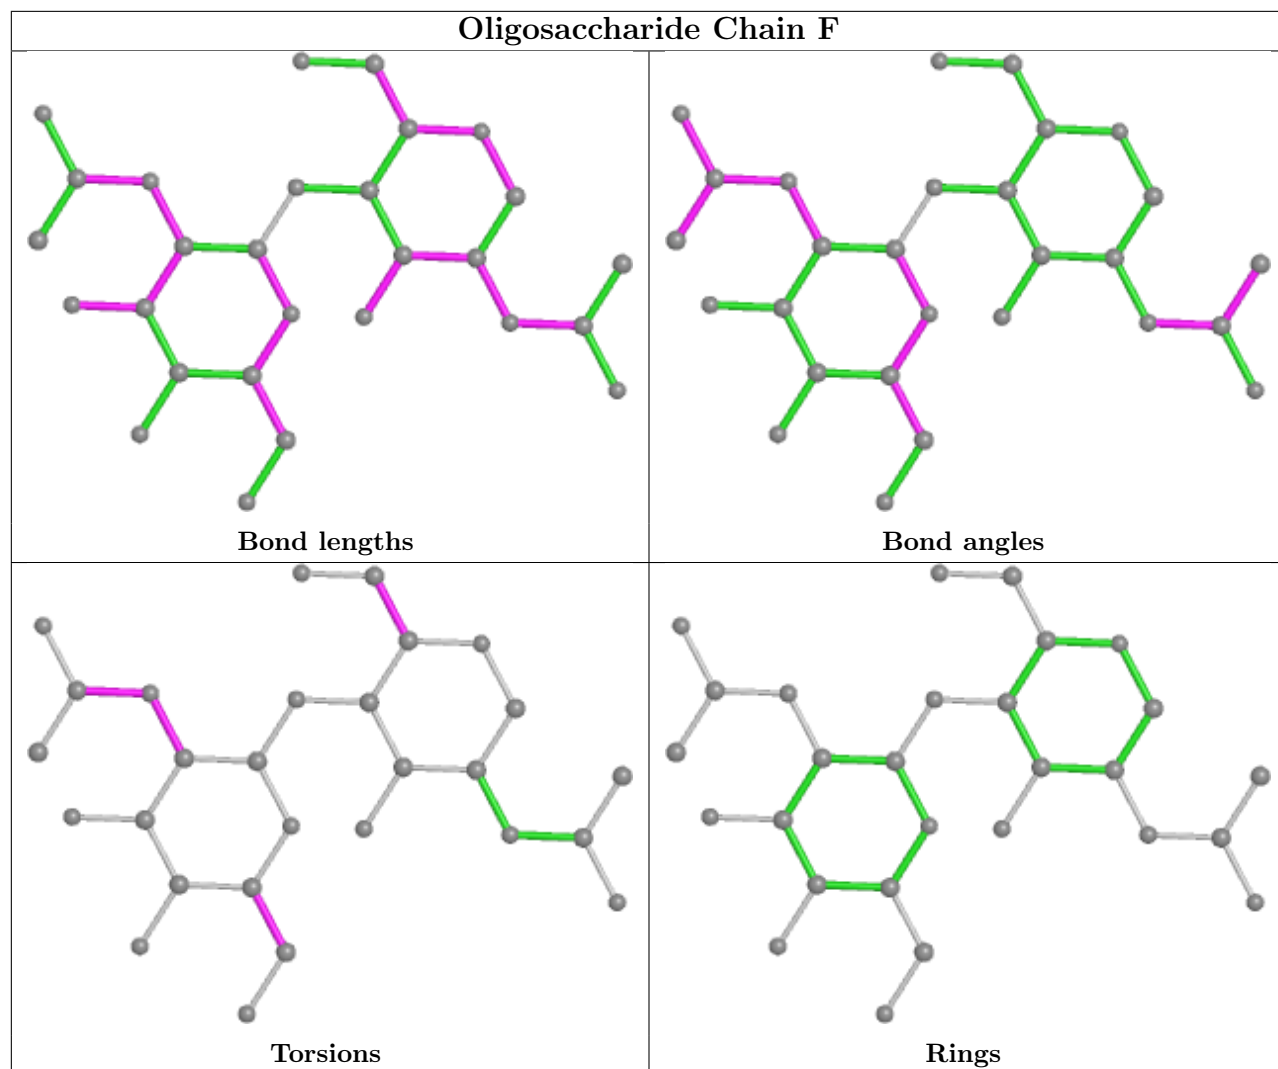 Oligosaccharide Chain F
Bond lengths
Bond angles
Torsions
Rings